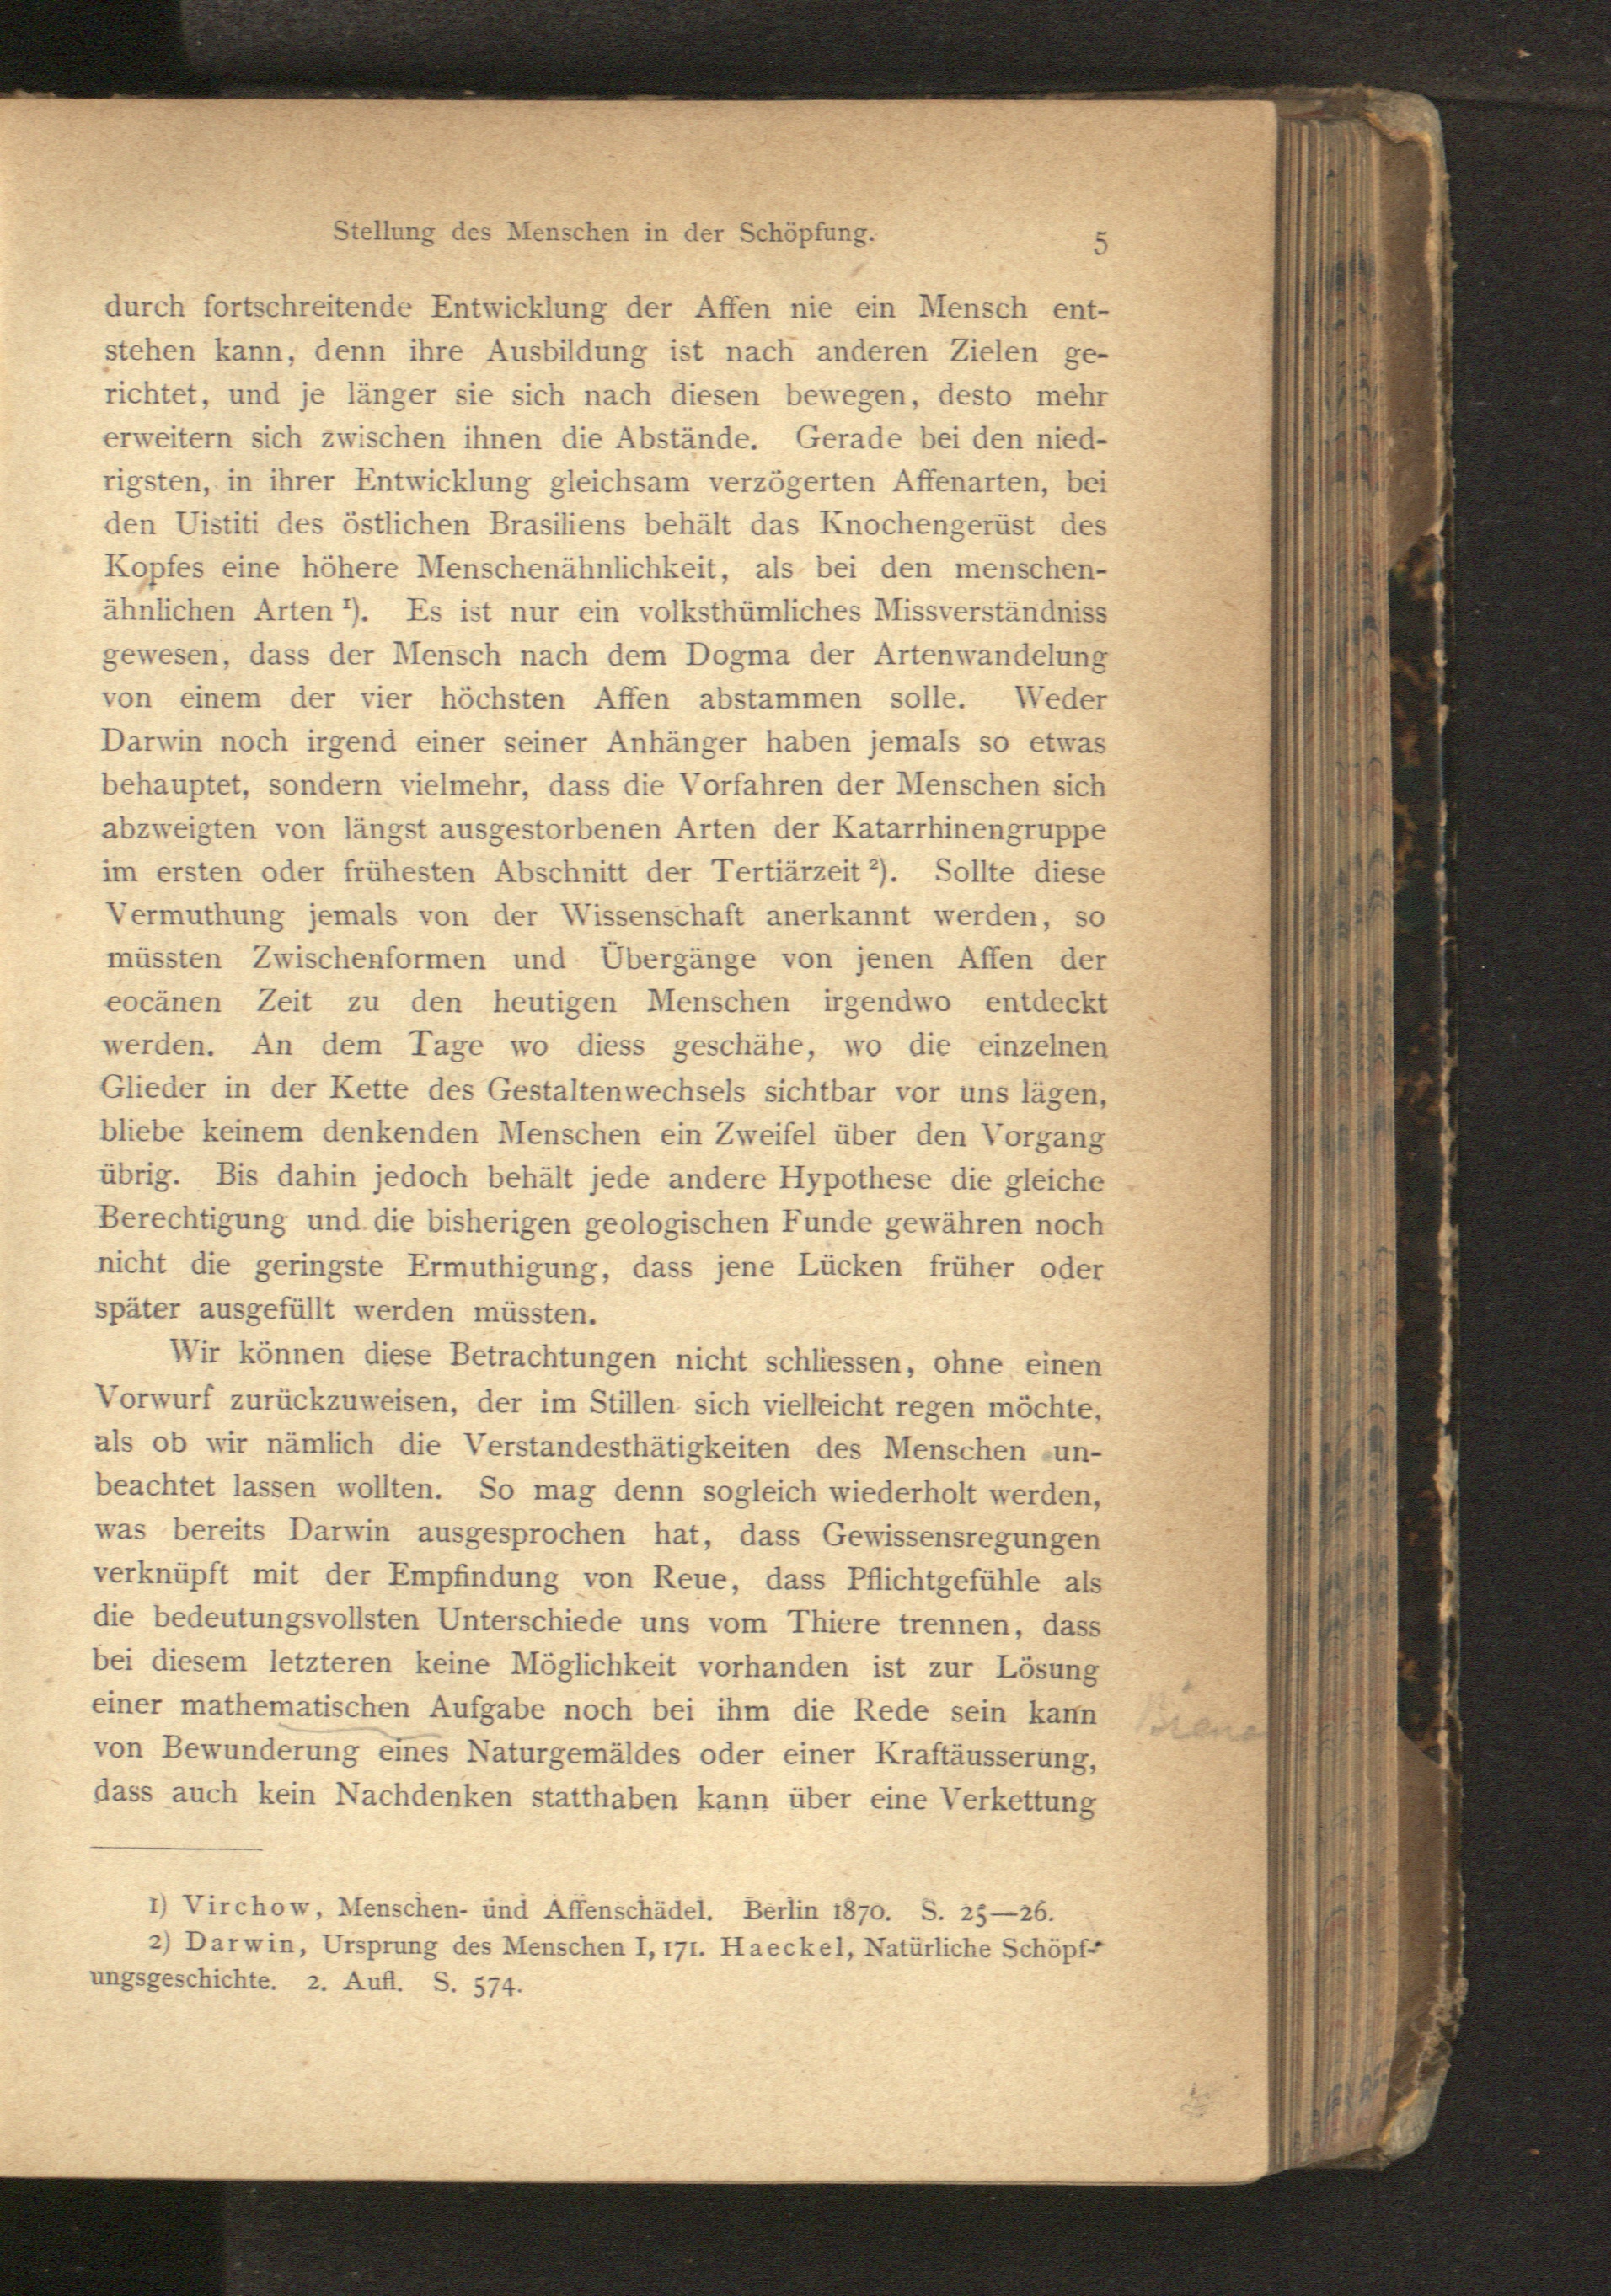 Stellung des Menschen in der Schöpfung. 5
durch fortschreitende Entwicklung der Affen nie ein Mensch ent-
stehen kann, denn ihre Ausbildung ist nach anderen Zielen ge-
richtet, und je länger sie sich nach diesen bewegen, desto mehr
erweitern sich zwischen ihnen die Abstände. Gerade bei den nied-
rigsten, in ihrer Entwicklung gleichsam verzögerten Affenarten, bei
den Uistiti des östlichen Brasiliens behält das Knochengerüst des
Kopfes eine höhere Menschenähnlichkeit, als bei den menschen-
ähnlichen Arten ¹). Es ist nur ein volksthümliches Missverständniss
gewesen, dass der Mensch nach dem Dogma der Artenwandelung
von einem der vier höchsten Affen abstammen solle. Weder
Darwin noch irgend einer seiner Anhänger haben jemals so etwas
behauptet, sondern vielmehr, dass die Vorfahren der Menschen sich
abzweigten von längst ausgestorbenen Arten der Katarrhinengruppe
im ersten oder frühesten Abschnitt der Tertiärzeit ²). Sollte diese
Vermuthung jemals von der Wissenschaft anerkannt werden, so
müssten Zwischenformen und Übergänge von jenen Affen der
eocänen Zeit zu den heutigen Menschen irgendwo entdeckt
werden. An dem Tage wo diess geschähe, wo die einzelnen
Glieder in der Kette des Gestaltenwechsels sichtbar vor uns lägen,
bliebe keinem denkenden Menschen ein Zweifel über den Vorgang
übrig. Bis dahin jedoch behält jede andere Hypothese die gleiche
Berechtigung und die bisherigen geologischen Funde gewähren noch
nicht die geringste Ermuthigung, dass jene Lücken früher oder
später ausgefüllt werden müssten.
Wir können diese Betrachtungen nicht schliessen, ohne einen
Vorwurf zurückzuweisen, der im Stillen sich vielleicht regen möchte,
als ob wir nämlich die Verstandesthätigkeiten des Menschen un-
beachtet lassen wollten. So mag denn sogleich wiederholt werden,
was bereits Darwin ausgesprochen hat, dass Gewissensregungen
verknüpft mit der Empfindung von Reue, dass Pflichtgefühle als
die bedeutungsvollsten Unterschiede uns vom Thiere trennen, dass
bei diesem letzteren keine Möglichkeit vorhanden ist zur Lösung
einer mathematischen Aufgabe noch bei ihm die Rede sein kann
von Bewunderung eines Naturgemäldes oder einer Kraftäusserung,
dass auch kein Nachdenken statthaben kann über eine Verkettung
1) Virchow, Menschen- und Affenschädel. Berlin 1870. S. 25—26.
2) Darwin, Ursprung des Menschen I, 171. Haeckel, Natürliche Schöpf-
ungsgeschichte. 2. Aufl. S. 574.